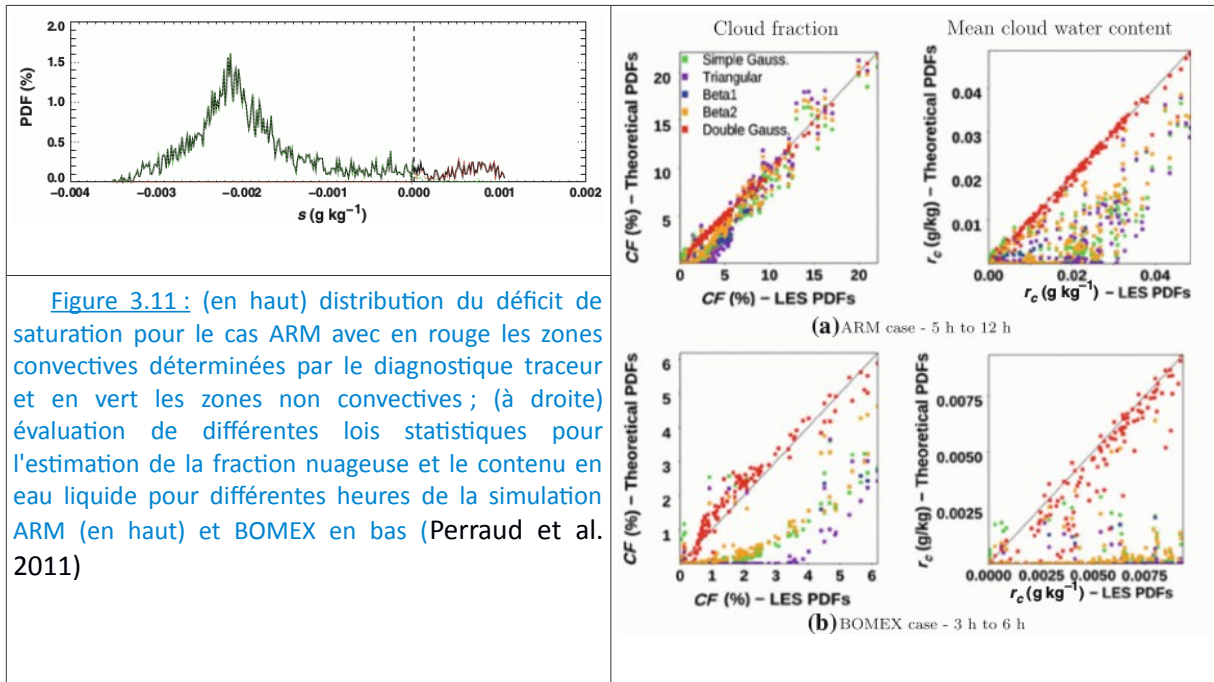 2.0
1.5
1.0
0.5
0.0
PDF (%)
−0.004 −0.003 −0.002 −0.001 0.000 0.001 0.002
s (g kg⁻¹)
Figure 3.11 : (en haut) distribution du déficit de
saturation pour le cas ARM avec en rouge les zones
convectives déterminées par le diagnostique traceur
et en vert les zones non convectives ; (à droite)
évaluation de différentes lois statistiques pour
l'estimation de la fraction nuageuse et le contenu en
eau liquide pour différentes heures de la simulation
ARM (en haut) et BOMEX en bas (Perraud et al.
2011)
Cloud fraction
CF (%) − Theoretical PDFs
20
15
10
5
Simple Gauss.
Triangular
Beta1
Beta2
Double Gauss.
0 5 10 15 20
CF (%) − LES PDFs
Mean cloud water content
r_c (g/kg) − Theoretical PDFs
0.04
0.03
0.02
0.01
0.00 0.02 0.04
r_c (g kg⁻¹) − LES PDFs
(a) ARM case - 5 h to 12 h
CF (%) − Theoretical PDFs
6
5
4
3
2
1
0 1 2 3 4 5 6
CF (%) − LES PDFs
r_c (g/kg) − Theoretical PDFs
0.0075
0.0050
0.0025
0.0000 0.0025 0.0050 0.0075
r_c (g kg⁻¹) − LES PDFs
(b) BOMEX case - 3 h to 6 h